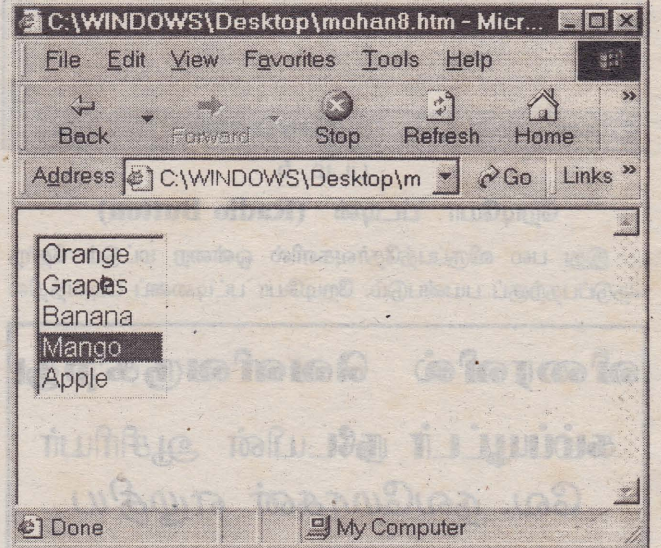 C:\WINDOWS\Desktop\mohan8.htm - Micr...
File Edit View Favorites Tools Help
Back Forward Stop Refresh Home »
Address C:\WINDOWS\Desktop\m Go Links »
Orange
Grapes
Banana
Mango
Apple
Done My Computer